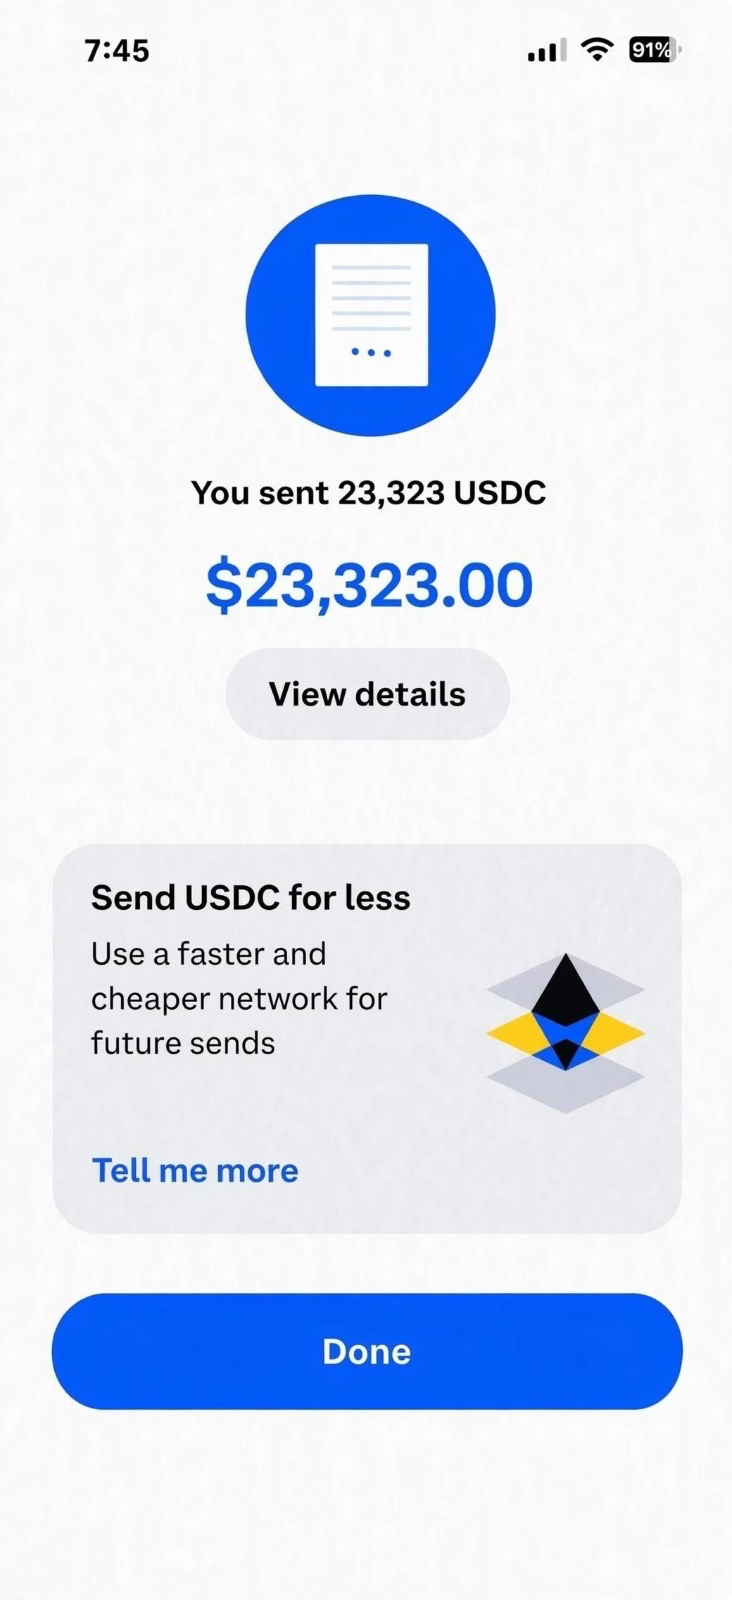 7:45
91%
You sent 23,323 USDC
$23,323.00
View details
Send USDC for less
Use a faster and
cheaper network for
future sends
Tell me more
Done